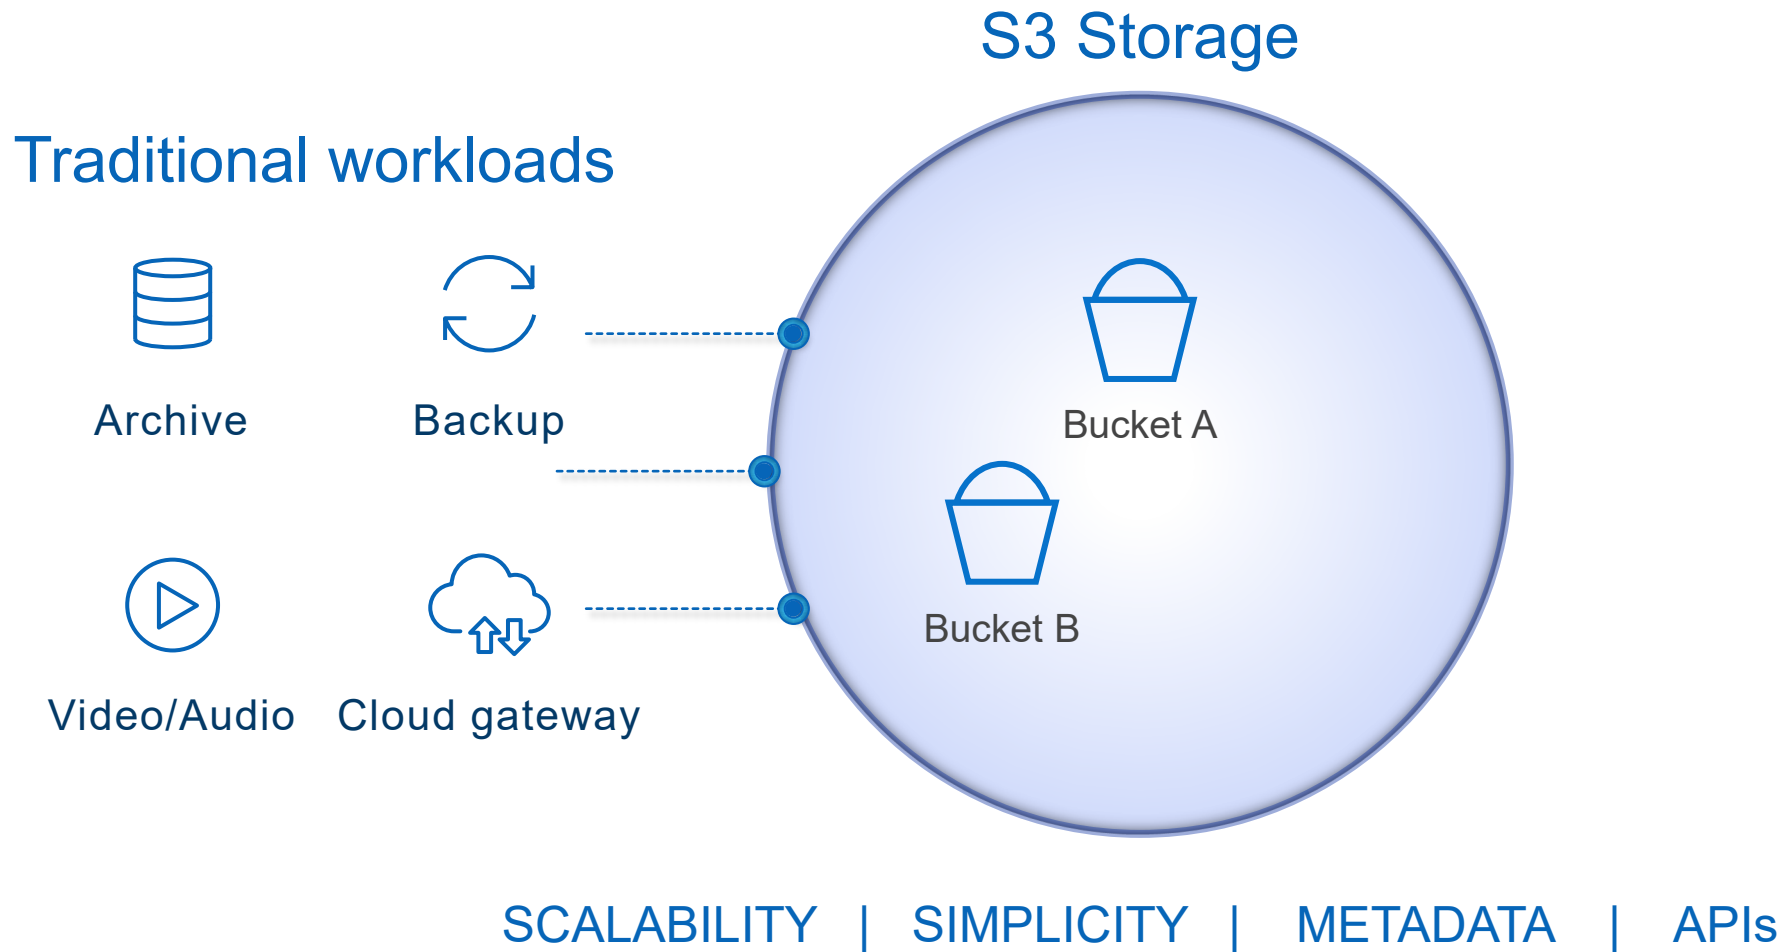 S3 Storage
Traditional workloads
Archive
Backup
Bucket A
Bucket B
Video/Audio
Cloud gateway
SCALABILITY | SIMPLICITY | METADATA | APIs